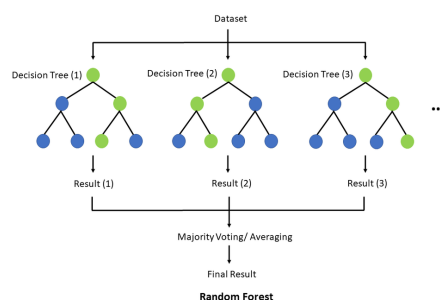 Dataset
Decision Tree (1)
Decision Tree (2)
Decision Tree (3)
Result (1)
Result (2)
Result (3)
Majority Voting/ Averaging
Final Result
Random Forest